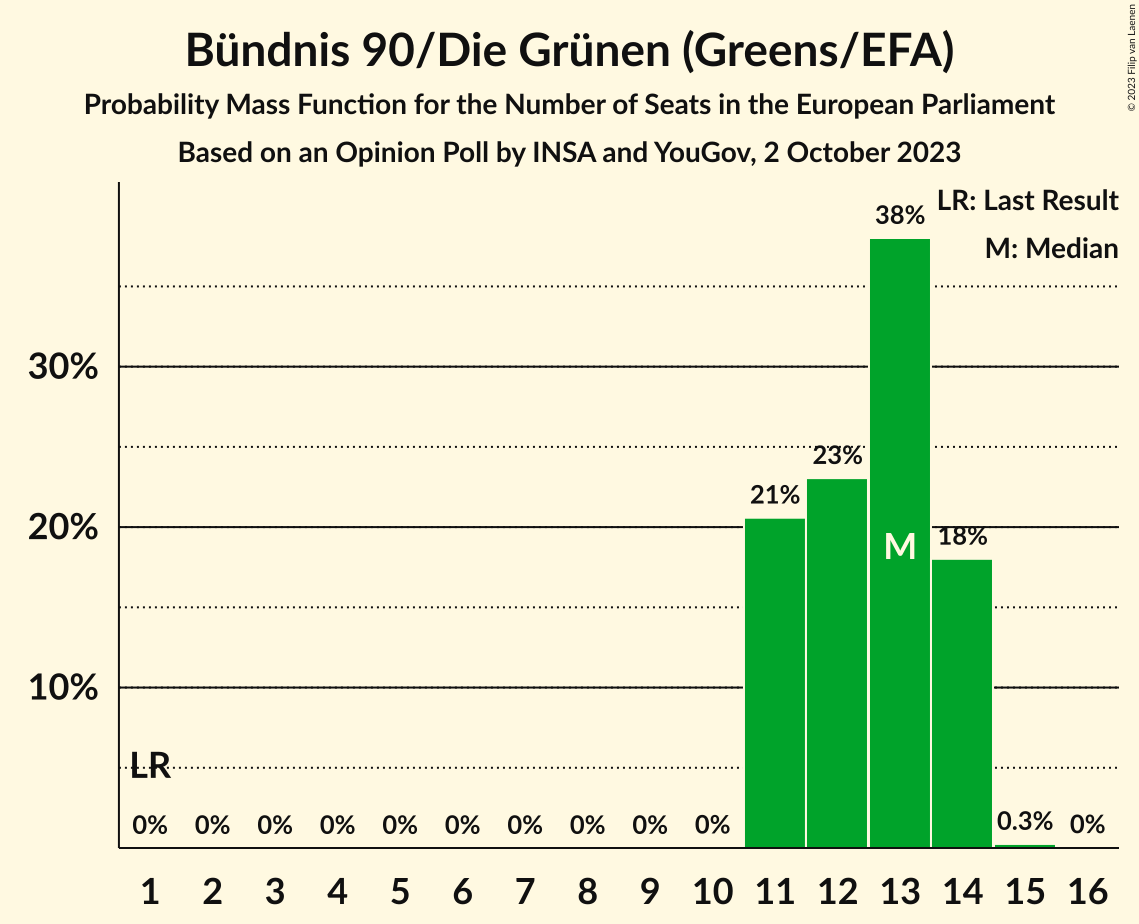 Bündnis 90/Die Grünen (Greens/EFA)
Probability Mass Function for the Number of Seats in the European Parliament
Based on an Opinion Poll by INSA and YouGov, 2 October 2023
© 2023 Filip van Laenen
LR: Last Result
M: Median
38%
30%
23%
21%
20%
18%
M
10%
LR
0% 0% 0% 0% 0% 0% 0% 0% 0% 0% 0.3% 0%
1 2 3 4 5 6 7 8 9 10 11 12 13 14 15 16